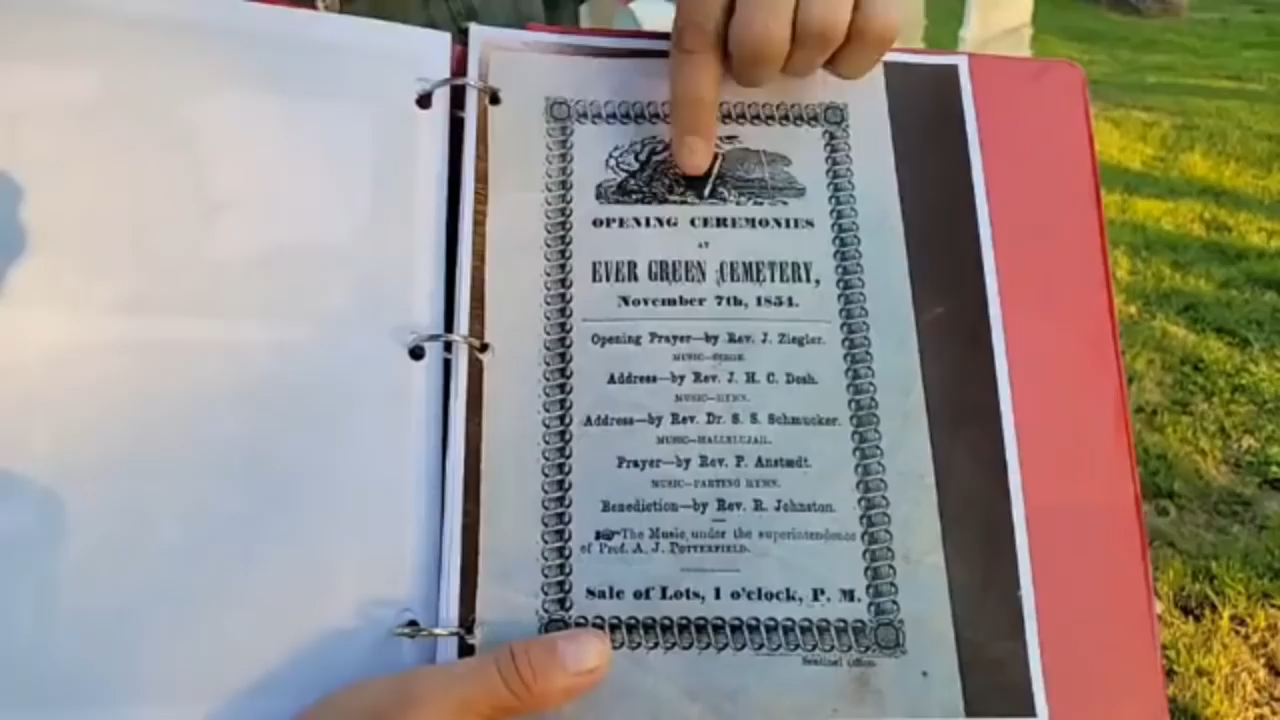 OPENING CEREMONIES
AT
EVER GREEN CEMETERY,
November 7th, 1854.
Opening Prayer—by Rev. J. Ziegler.
MUSIC—DIRGE.
Address—by Rev. J. H. C. Dosh.
MUSIC—HYMN.
Address—by Rev. Dr. S. S. Schmucker.
MUSIC—HALLELUJAH.
Prayer—by Rev. P. Anstædt.
MUSIC—PARTING HYMN.
Benediction—by Rev. R. Johnston.
☞The Music under the superintendence
of Prof. A. J. POTTERFIELD.
Sale of Lots, 1 o'clock, P. M.
Sentinel Office.